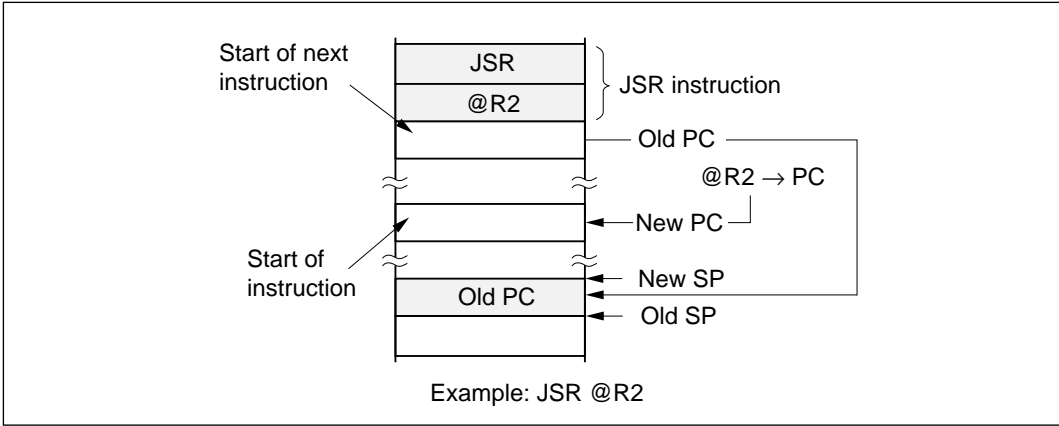 Start of next
instruction
JSR
@R2
JSR instruction
Old PC
@R2 → PC
New PC
Start of
instruction
New SP
Old PC
Old SP
Example: JSR @R2